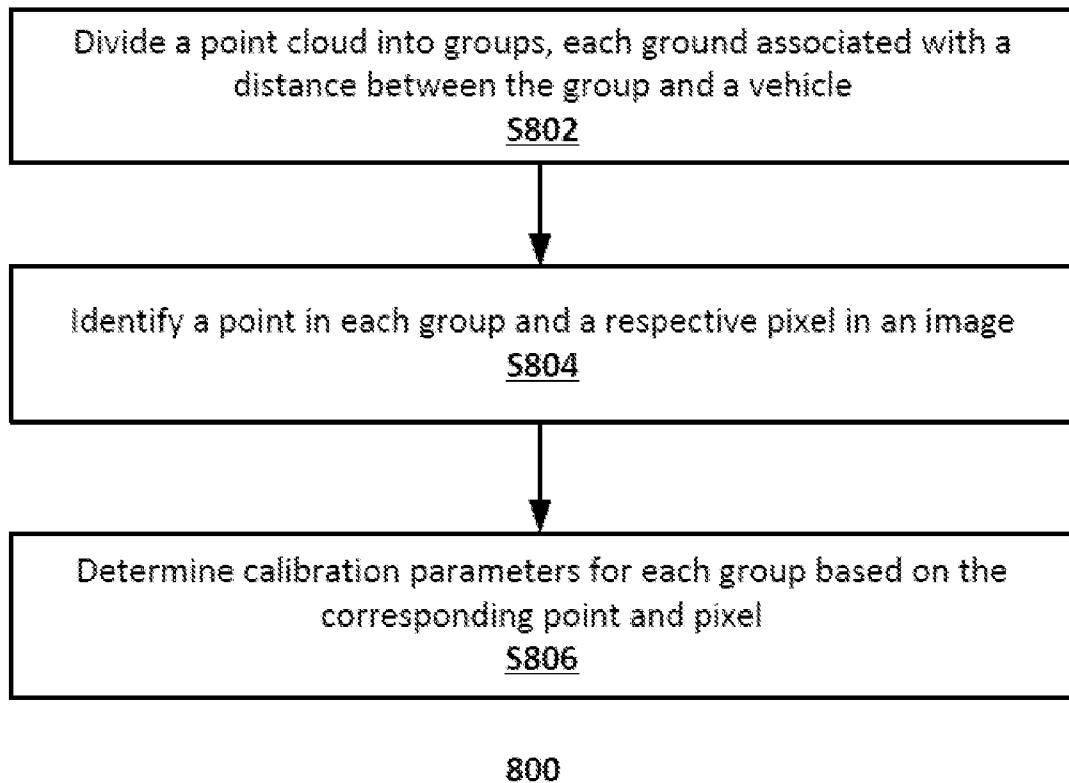 Divide a point cloud into groups, each ground associated with a
distance between the group and a vehicle
S802
Identify a point in each group and a respective pixel in an image
S804
Determine calibration parameters for each group based on the
corresponding point and pixel
S806
800